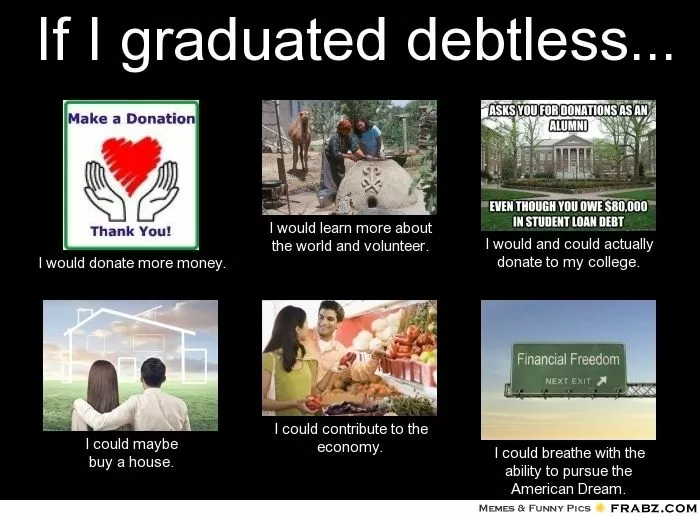 If I graduated debtless...
Make a Donation
Thank You!
I would donate more money.
I would learn more about
the world and volunteer.
ASKS YOU FOR DONATIONS AS AN
ALUMNI
EVEN THOUGH YOU OWE $80,000
IN STUDENT LOAN DEBT
I would and could actually
donate to my college.
I could maybe
buy a house.
I could contribute to the
economy.
Financial Freedom
NEXT EXIT
I could breathe with the
ability to pursue the
American Dream.
MEMES & FUNNY PICS FRABZ.COM